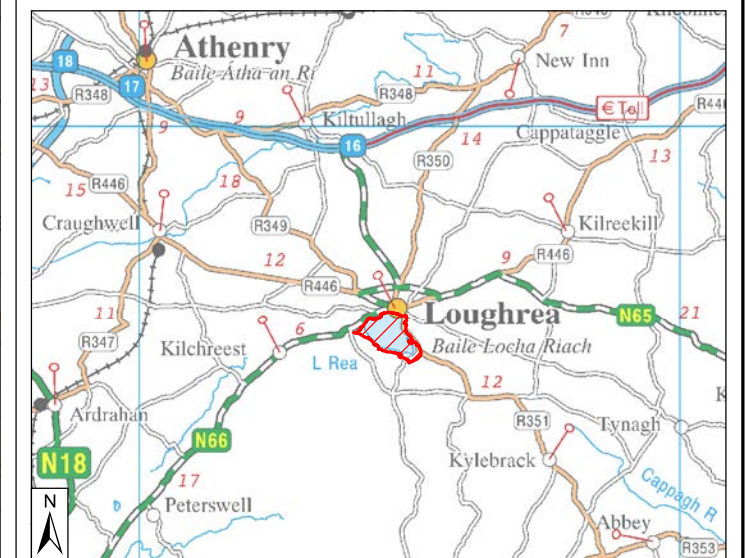 7
18
Athenry
New Inn
Baile Átha an Rí
11
13
17
R348
R348
€ Toll
9
9
Kiltullagh
Cappataggle
16
14
13
R350
15
R446
18
Craughwell
R349
Kilreekill
12
9
R446
R446
11
Loughrea
N65
21
R347
6
Kilchreest
Baile Locha Riach
L Rea
12
Ardrahan
R351
Tynagh
N66
N18
Kylebrack
17
Cappagh R
N
Peterswell
Abbey
R353